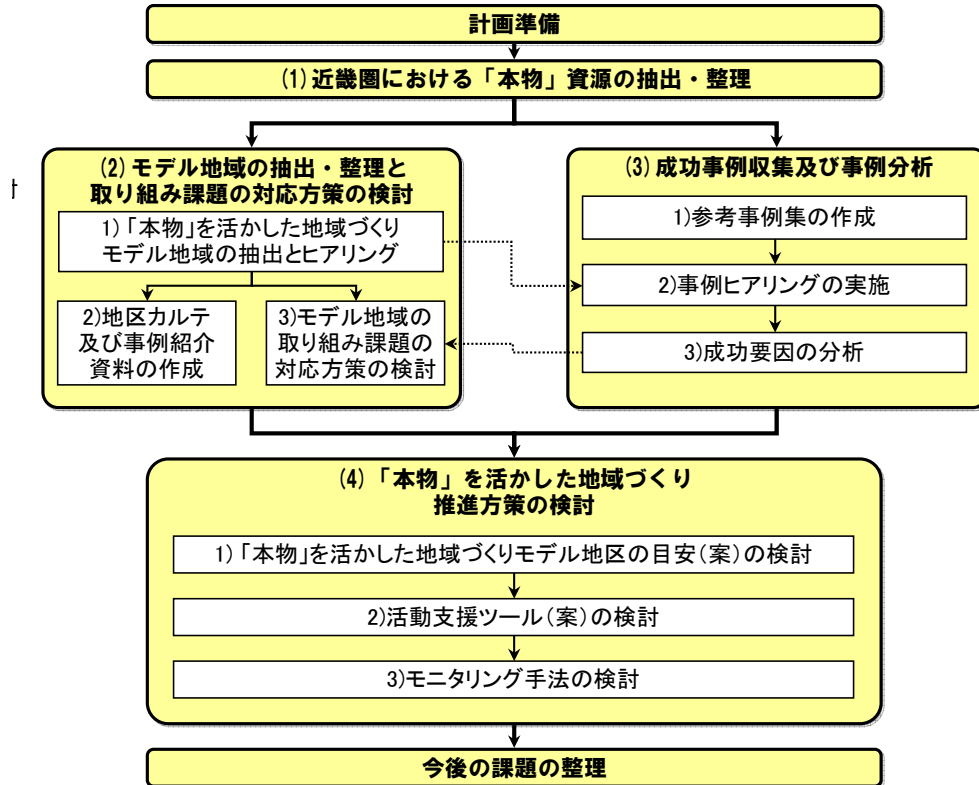 計画準備
(1)近畿圏における「本物」資源の抽出・整理
(2)モデル地域の抽出・整理と
取り組み課題の対応方策の検討
1)「本物」を活かした地域づくり
モデル地域の抽出とヒアリング
2)地区カルテ
及び事例紹介
資料の作成
3)モデル地域の
取り組み課題の
対応方策の検討
(3)成功事例収集及び事例分析
1)参考事例集の作成
2)事例ヒアリングの実施
3)成功要因の分析
(4)「本物」を活かした地域づくり
推進方策の検討
1)「本物」を活かした地域づくりモデル地区の目安(案)の検討
2)活動支援ツール(案)の検討
3)モニタリング手法の検討
今後の課題の整理